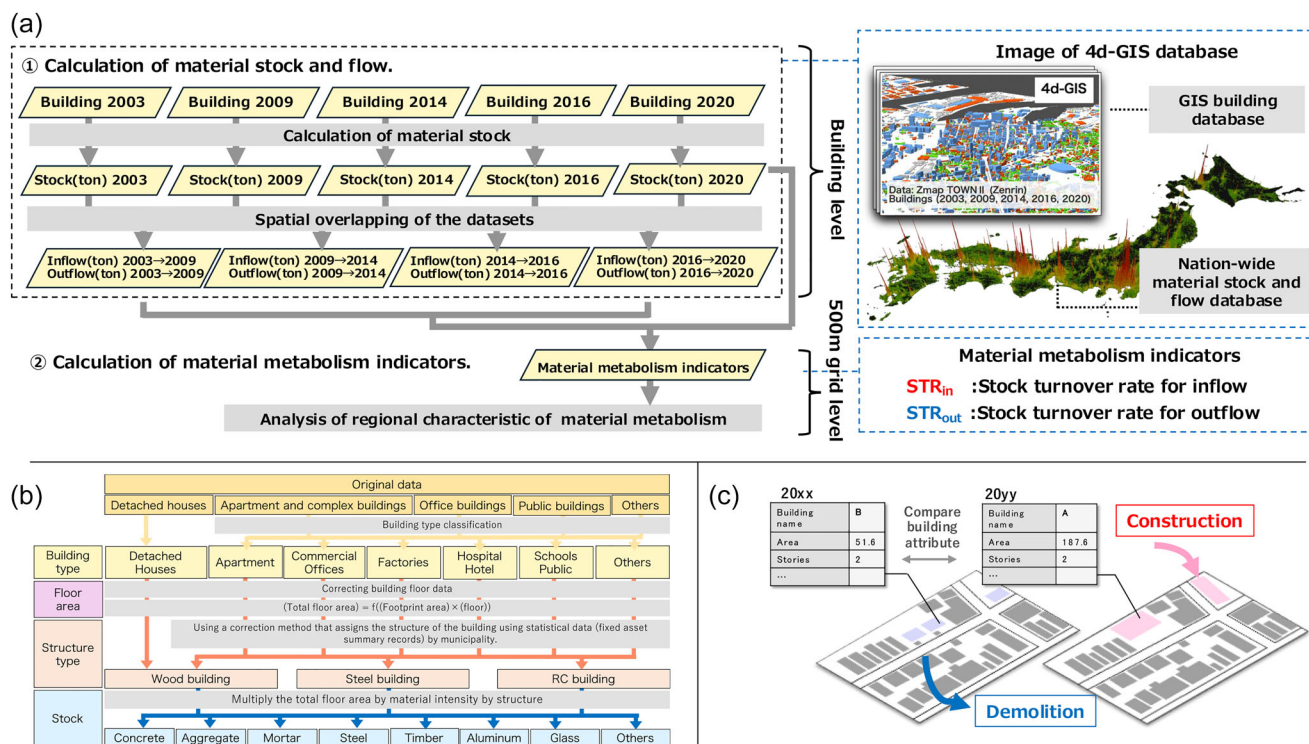 (a)
① Calculation of material stock and flow.
Building 2003
Building 2009
Building 2014
Building 2016
Building 2020
Calculation of material stock
Stock(ton) 2003
Stock(ton) 2009
Stock(ton) 2014
Stock(ton) 2016
Stock(ton) 2020
Spatial overlapping of the datasets
Inflow(ton) 2003→2009
Outflow(ton) 2003→2009
Inflow(ton) 2009→2014
Outflow(ton) 2009→2014
Inflow(ton) 2014→2016
Outflow(ton) 2014→2016
Inflow(ton) 2016→2020
Outflow(ton) 2016→2020
Building level
② Calculation of material metabolism indicators.
Material metabolism indicators
Analysis of regional characteristic of material metabolism
500m grid level
Image of 4d-GIS database
4d-GIS
Data: Zmap TOWN II (Zenrin)
Buildings (2003, 2009, 2014, 2016, 2020)
GIS building
database
Nation-wide
material stock and
flow database
Material metabolism indicators
STRin :Stock turnover rate for inflow
STRout :Stock turnover rate for outflow
(b)
Original data
Detached houses
Apartment and complex buildings
Office buildings
Public buildings
Others
Building type classification
Building
type
Detached
Houses
Apartment
Commercial
Offices
Factories
Hospital
Hotel
Schools
Public
Others
Floor
area
Correcting building floor data
(Total floor area) = f((Footprint area)×(floor))
Structure
type
Using a correction method that assigns the structure of the building using statistical data (fixed asset
summary records) by municipality.
Wood building
Steel building
RC building
Stock
Multiply the total floor area by material intensity by structure
Concrete
Aggregate
Mortar
Steel
Timber
Aluminum
Glass
Others
(c)
20xx
Building
name
B
Area
51.6
Stories
2
...
Compare
building
attribute
20yy
Building
name
A
Area
187.6
Stories
2
...
Construction
Demolition